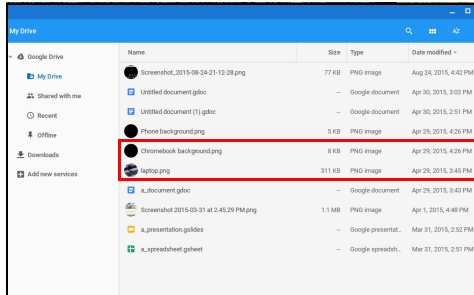 My Drive
Name Size Type Date modified
Google Drive
My Drive
Shared with me
Recent
Offline
Downloads
Add new services
Screenshot_2015-08-24-21-12-28.png 77 KB PNG image Aug 24, 2015, 4:42 PM
Untitled document.gdoc -- Google document Apr 30, 2015, 3:02 PM
Untitled document (1).gdoc -- Google document Apr 30, 2015, 2:51 PM
Phone background.png 5 KB PNG image Apr 29, 2015, 4:26 PM
Chromebook background.png 8 KB PNG image Apr 29, 2015, 4:26 PM
laptop.png 311 KB PNG image Apr 29, 2015, 3:45 PM
a_document.gdoc -- Google document Apr 29, 2015, 3:43 PM
Screenshot 2015-03-31 at 2.45.29 PM.png 1.1 MB PNG image Apr 1, 2015, 4:48 PM
a_presentation.gslides -- Google presentat... Mar 31, 2015, 2:52 PM
a_spreadsheet.gsheet -- Google spreadsh... Mar 31, 2015, 2:51 PM